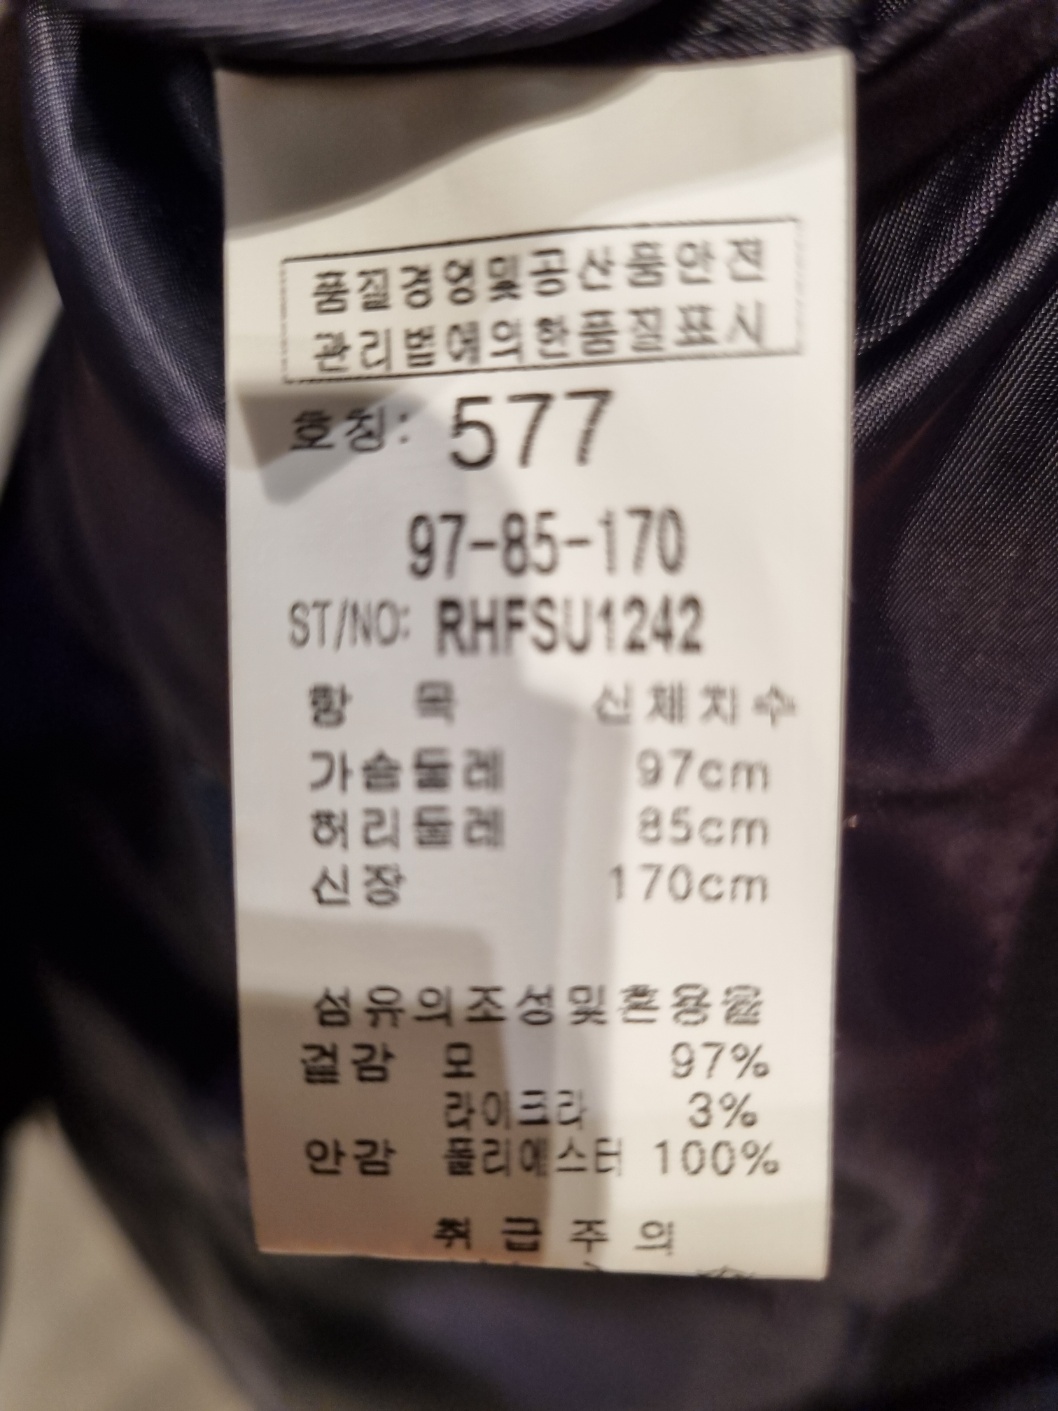 품질경영및공산품안전
관리법에의한품질표시
호칭: 577
97-85-170
ST/NO: RHFSU1242
항 목 신체치수
가슴둘레 97cm
허리둘레 85cm
신장 170cm
섬유의조성및혼용율
겉감 모 97%
라이크라 3%
안감 폴리에스터 100%
취급주의